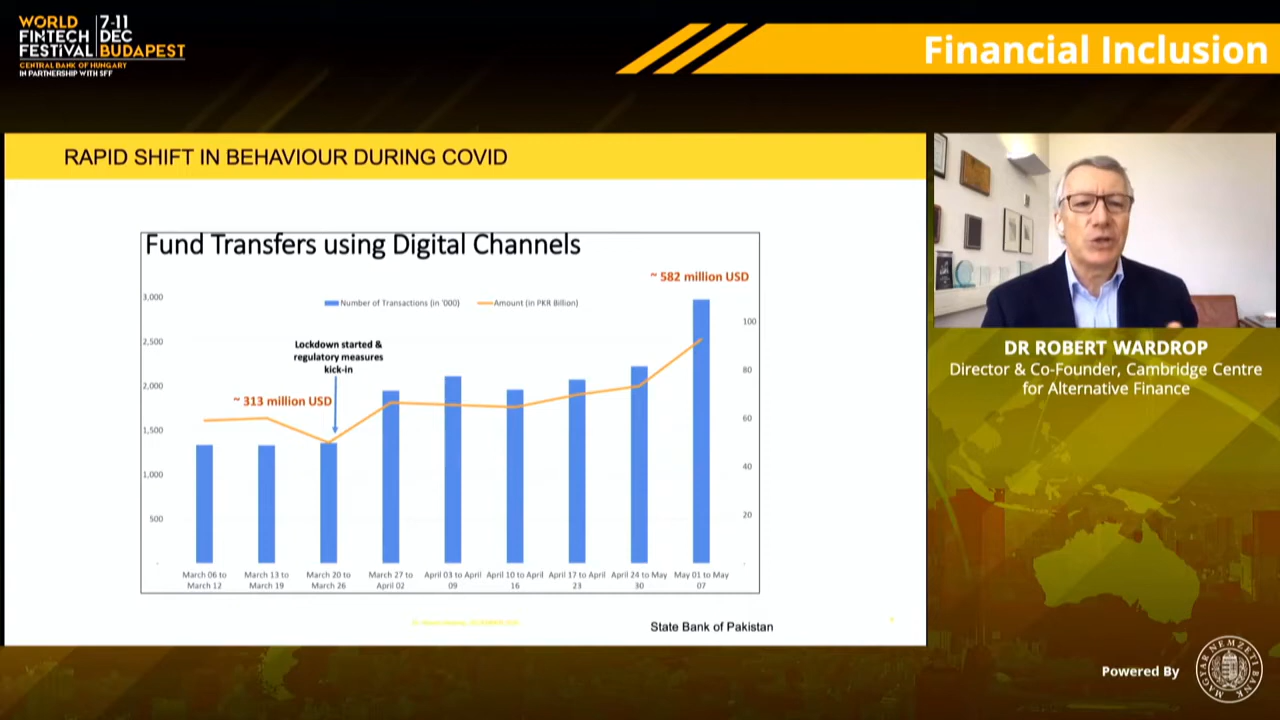 WORLD
FINTECH
FESTIVAL
7-11
DEC
BUDAPEST
CENTRAL BANK OF HUNGARY
IN PARTNERSHIP WITH SFF
Financial Inclusion
RAPID SHIFT IN BEHAVIOUR DURING COVID
Fund Transfers using Digital Channels
~ 582 million USD
Number of Transactions (in '000)
Amount (in PKR Billion)
Lockdown started &
regulatory measures
kick-in
~ 313 million USD
3,000
2,500
2,000
1,500
1,000
500
-
100
80
60
40
20
-
March 06 to
March 12
March 13 to
March 19
March 20 to
March 26
March 27 to
April 02
April 03 to April
09
April 10 to April
16
April 17 to April
23
April 24 to May
30
May 01 to May
07
State Bank of Pakistan
DR ROBERT WARDROP
Director & Co-Founder, Cambridge Centre
for Alternative Finance
Powered By
MAGYAR NEMZETI BANK